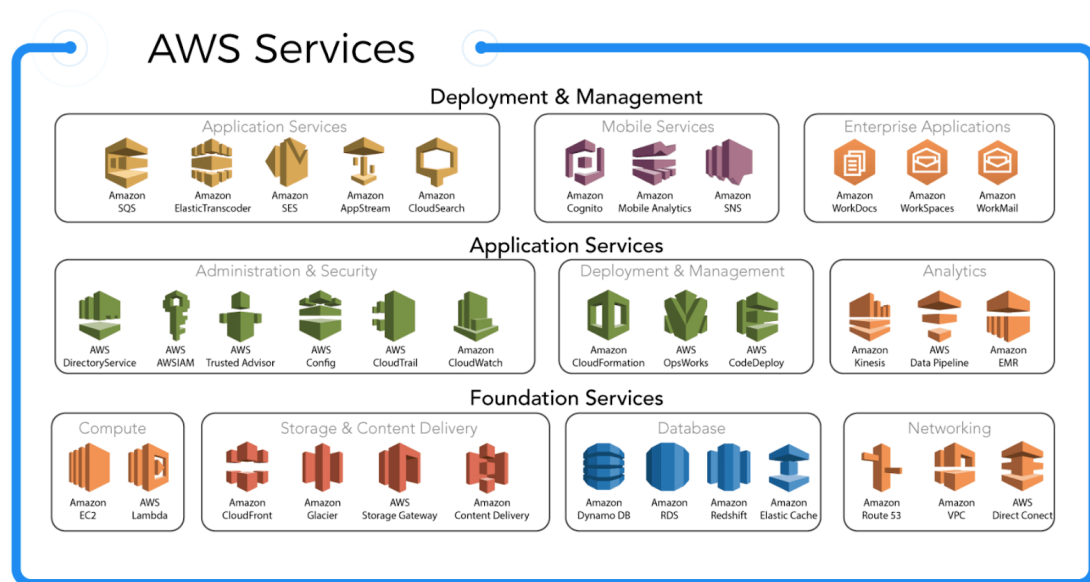 AWS Services
Deployment & Management
Application Services
Amazon
SQS
Amazon
ElasticTranscoder
Amazon
SES
Amazon
AppStream
Amazon
CloudSearch
Mobile Services
Amazon
Cognito
Amazon
Mobile Analytics
Amazon
SNS
Enterprise Applications
Amazon
WorkDocs
Amazon
WorkSpaces
Amazon
WorkMail
Application Services
Administration & Security
AWS
DirectoryService
AWS
AWSIAM
AWS
Trusted Advisor
AWS
Config
AWS
CloudTrail
Amazon
CloudWatch
Deployment & Management
Amazon
CloudFormation
AWS
OpsWorks
AWS
CodeDeploy
Analytics
Amazon
Kinesis
AWS
Data Pipeline
Amazon
EMR
Foundation Services
Compute
Amazon
EC2
AWS
Lambda
Storage & Content Delivery
Amazon
CloudFront
Amazon
Glacier
AWS
Storage Gateway
Amazon
Content Delivery
Database
Amazon
Dynamo DB
Amazon
RDS
Amazon
Redshift
Amazon
Elastic Cache
Networking
Amazon
Route 53
Amazon
VPC
AWS
Direct Conect